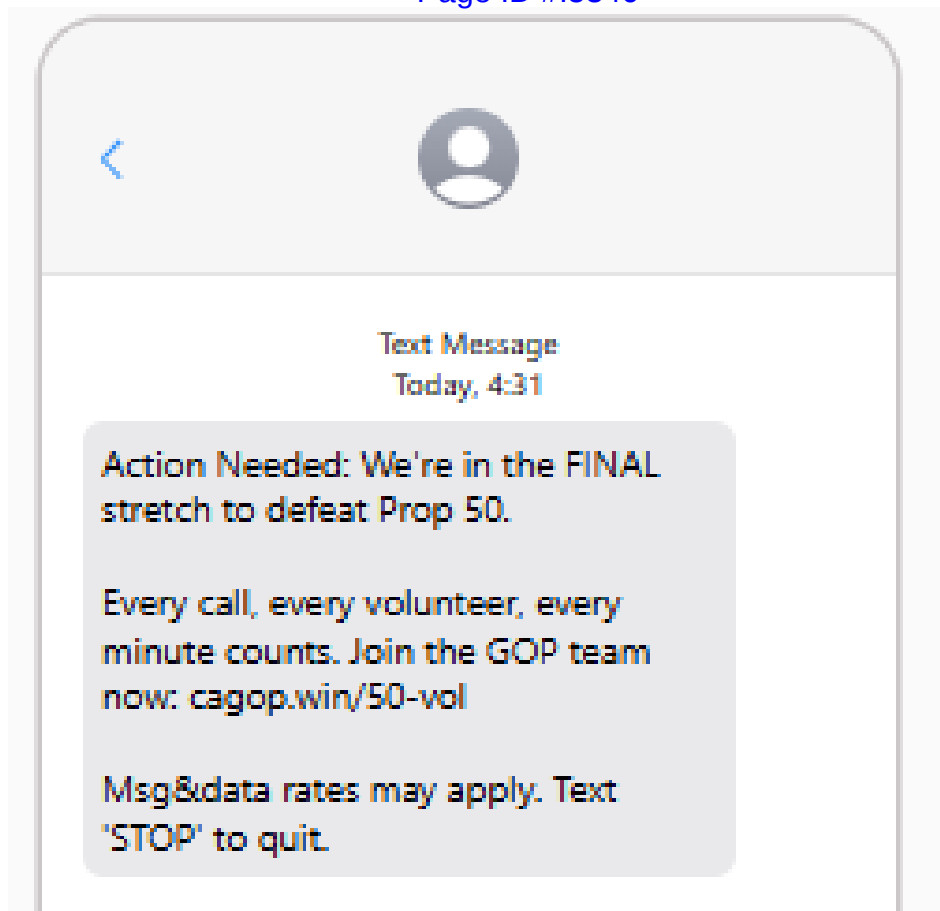 Text Message
Today, 4:31
Action Needed: We're in the FINAL
stretch to defeat Prop 50.
Every call, every volunteer, every
minute counts. Join the GOP team
now: cagop.win/50-vol
Msg&data rates may apply. Text
'STOP' to quit.